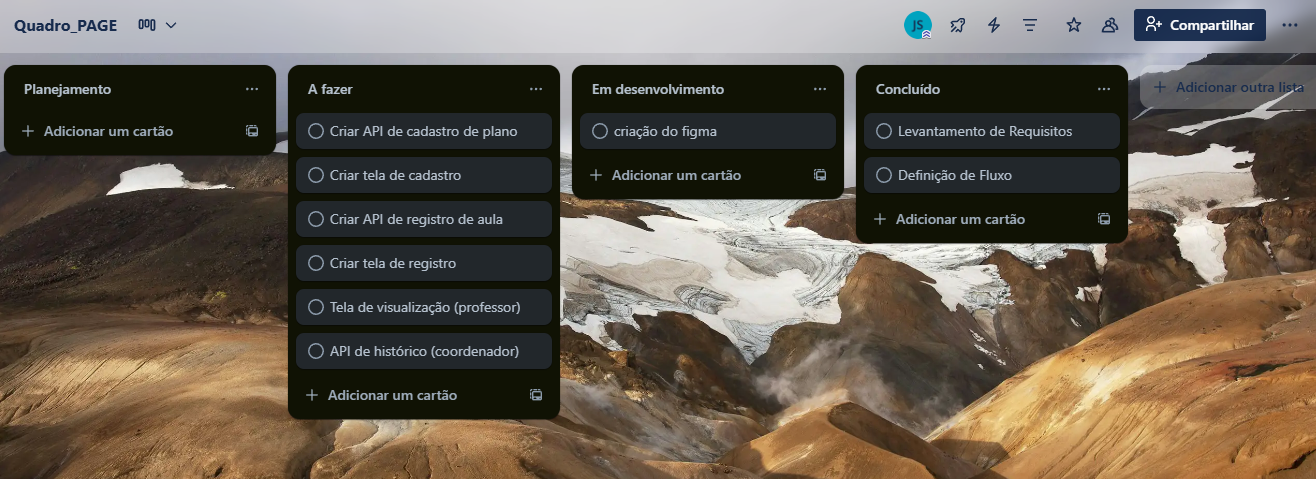 Quadro_PAGE
JS
Compartilhar
Planejamento
Adicionar um cartão
A fazer
Criar API de cadastro de plano
Criar tela de cadastro
Criar API de registro de aula
Criar tela de registro
Tela de visualização (professor)
API de histórico (coordenador)
Adicionar um cartão
Em desenvolvimento
criação do figma
Adicionar um cartão
Concluído
Levantamento de Requisitos
Definição de Fluxo
Adicionar um cartão
Adicionar outra lista